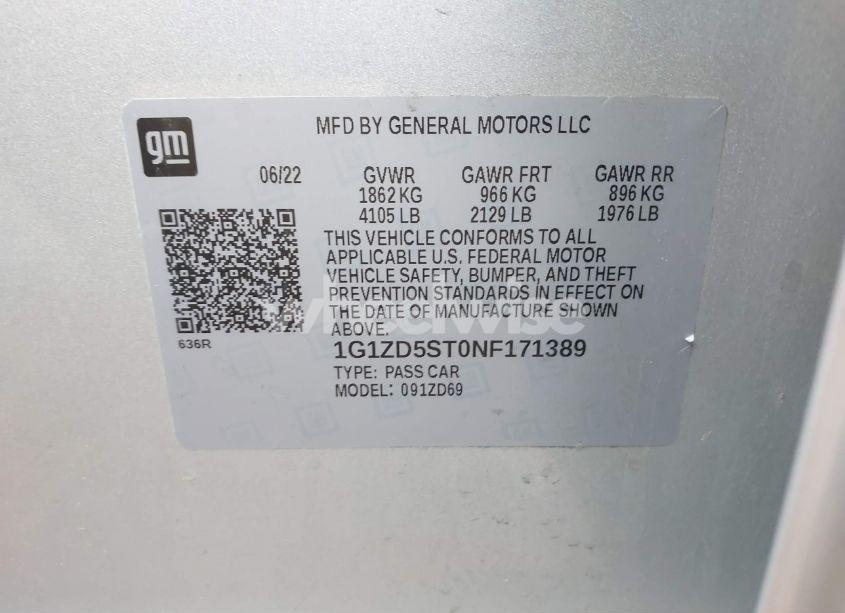 gm
MFD BY GENERAL MOTORS LLC
06/22 GVWR GAWR FRT GAWR RR
1862 KG 966 KG 896 KG
4105 LB 2129 LB 1976 LB
THIS VEHICLE CONFORMS TO ALL
APPLICABLE U.S. FEDERAL MOTOR
VEHICLE SAFETY, BUMPER, AND THEFT
PREVENTION STANDARDS IN EFFECT ON
THE DATE OF MANUFACTURE SHOWN
ABOVE.
636R
1G1ZD5ST0NF171389
TYPE: PASS CAR
MODEL: 091ZD69